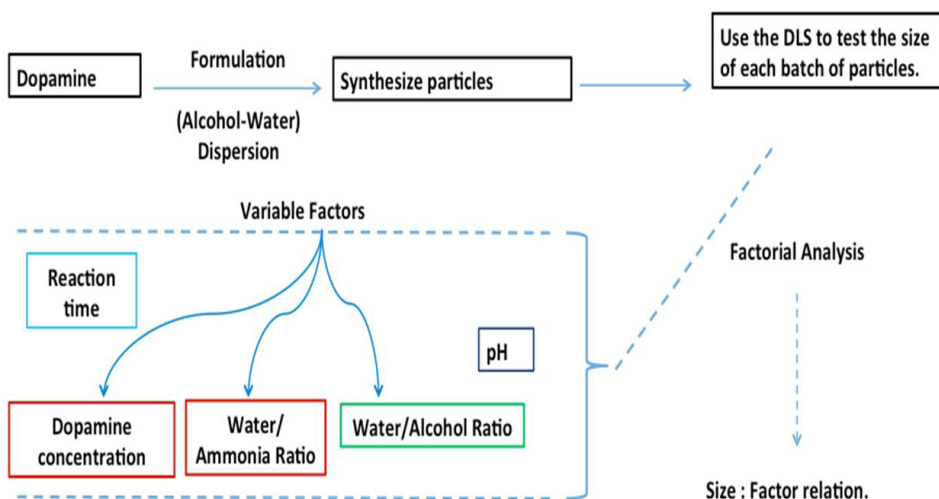 Dopamine
Formulation
(Alcohol-Water)
Dispersion
Synthesize particles
Use the DLS to test the size
of each batch of particles.
Variable Factors
Reaction
time
pH
Dopamine
concentration
Water/
Ammonia Ratio
Water/Alcohol Ratio
Factorial Analysis
Size : Factor relation.